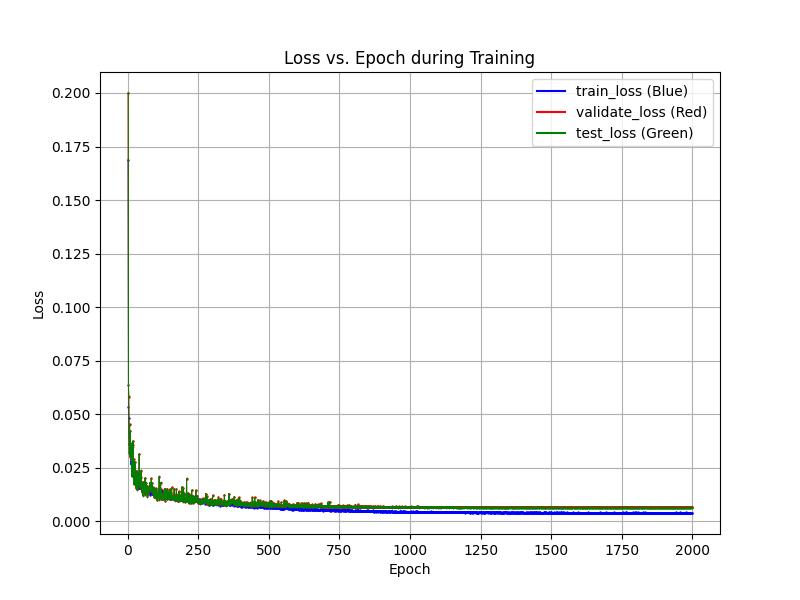 Loss vs. Epoch during Training
train_loss (Blue)
validate_loss (Red)
test_loss (Green)
0.200
0.175
0.150
0.125
0.100
0.075
0.050
0.025
0.000
Loss
0 250 500 750 1000 1250 1500 1750 2000
Epoch